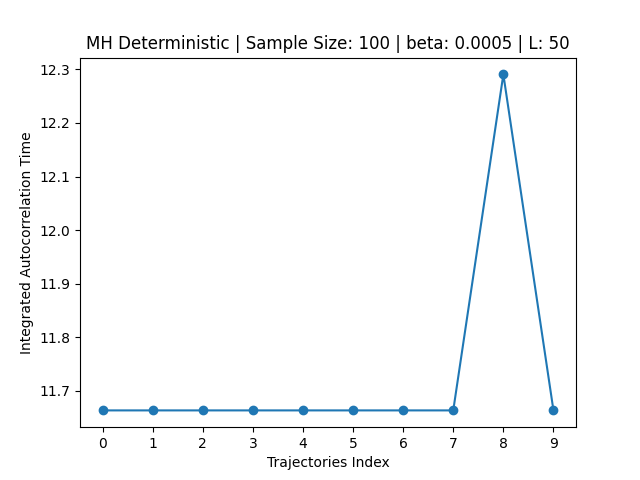 MH Deterministic | Sample Size: 100 | beta: 0.0005 | L: 50
Integrated Autocorrelation Time
12.3
12.2
12.1
12.0
11.9
11.8
11.7
0 1 2 3 4 5 6 7 8 9
Trajectories Index